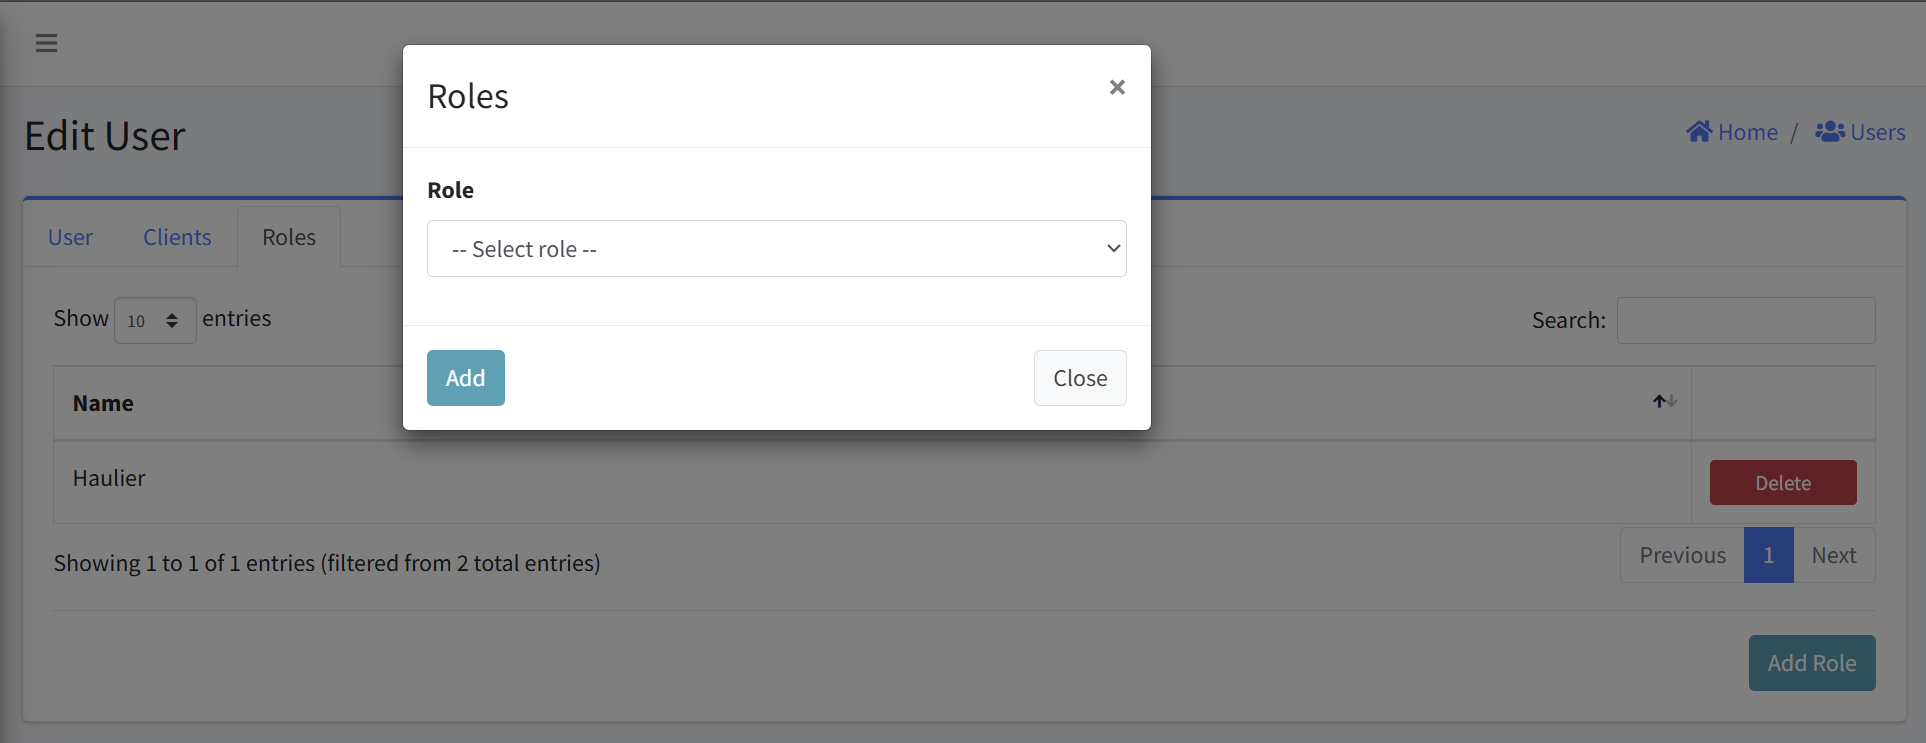 Roles
×
Edit User
Home / Users
Role
User Clients Roles
-- Select role --
Show 10 entries
Search:
Add Close
Name
Haulier
Delete
Showing 1 to 1 of 1 entries (filtered from 2 total entries)
Previous 1 Next
Add Role